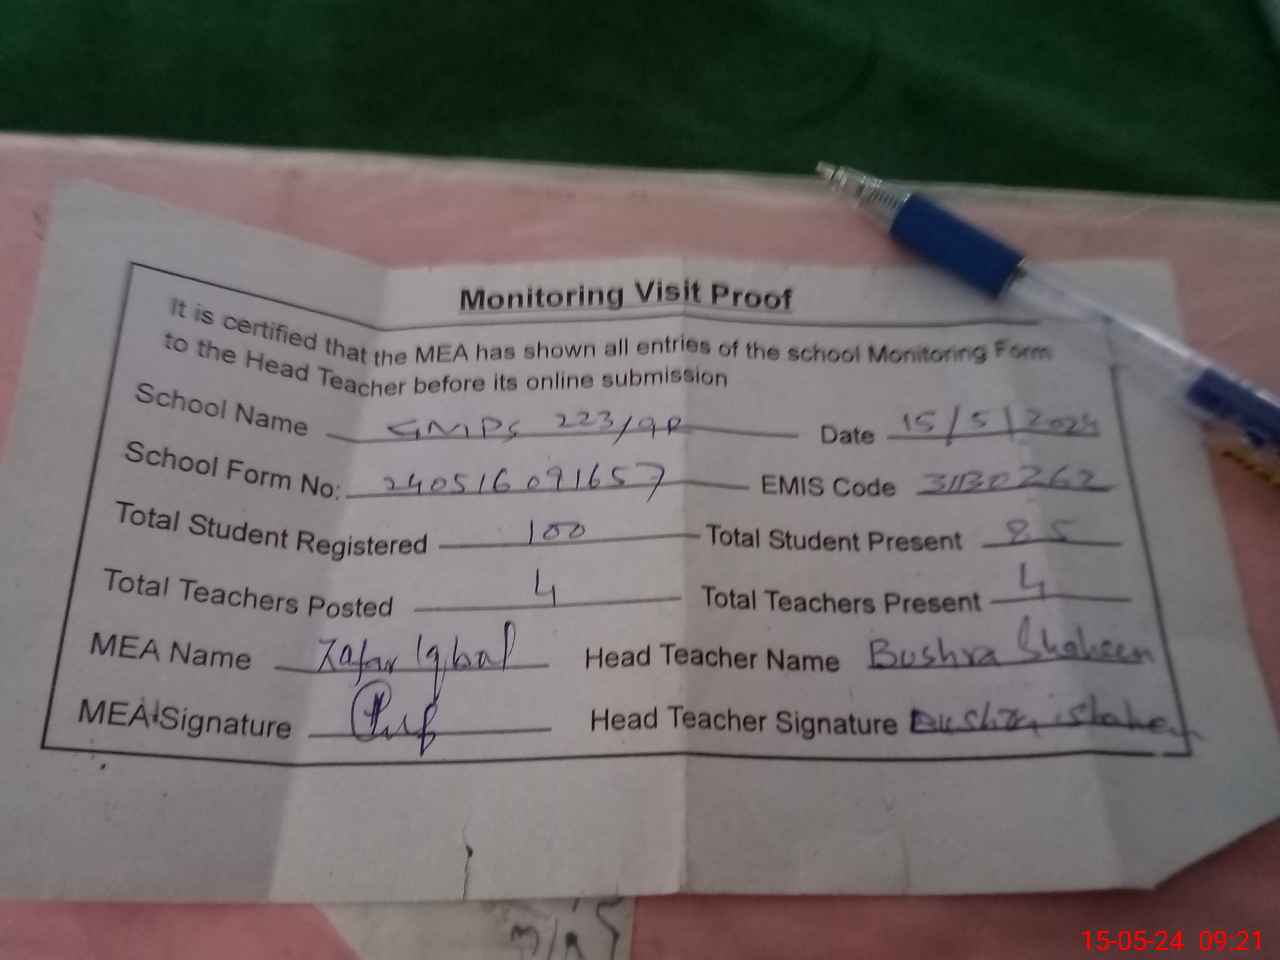 Monitoring Visit Proof
It is certified that the MEA has shown all entries of the school Monitoring Form
to the Head Teacher before its online submission
School Name GMPS 223/9R Date 15/5/2024
School Form No: 240516091657 EMIS Code 31130262
Total Student Registered 100 Total Student Present 85
Total Teachers Posted 4 Total Teachers Present 4
MEA Name Zafar Iqbal Head Teacher Name Bushra Shaheen
MEA Signature Head Teacher Signature Bushra Shaheen
15-05-24 09:21